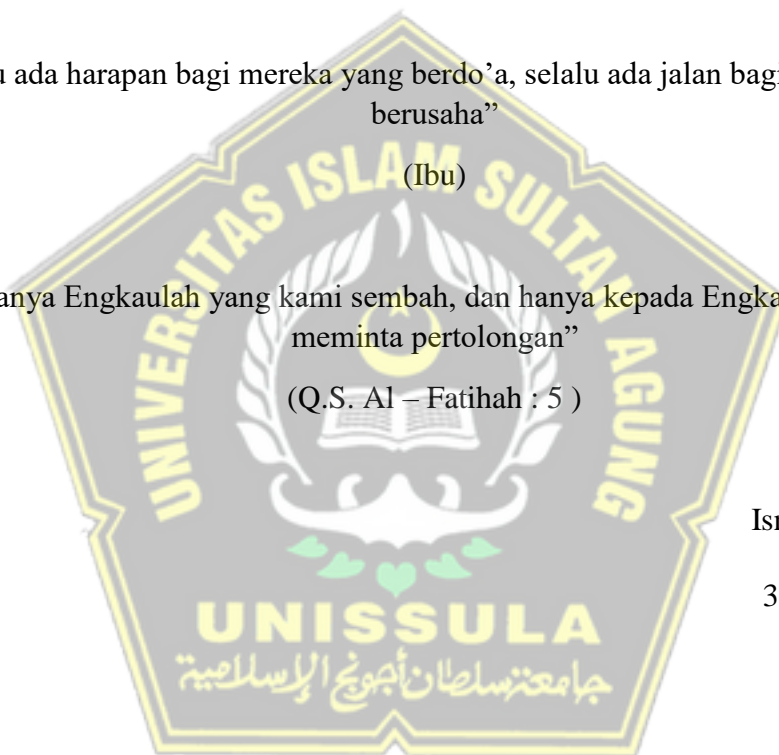 u ada harapan bagi mereka yang berdo’a, selalu ada jalan bagi
berusaha”
(Ibu)
anya Engkaulah yang kami sembah, dan hanya kepada Engka
meminta pertolongan”
(Q.S. Al – Fatihah : 5 )
Isr
3
UNIVERSITAS ISLAM SULTAN AGUNG
UNISSULA
جامعة سلطان أجونج الإسلامية